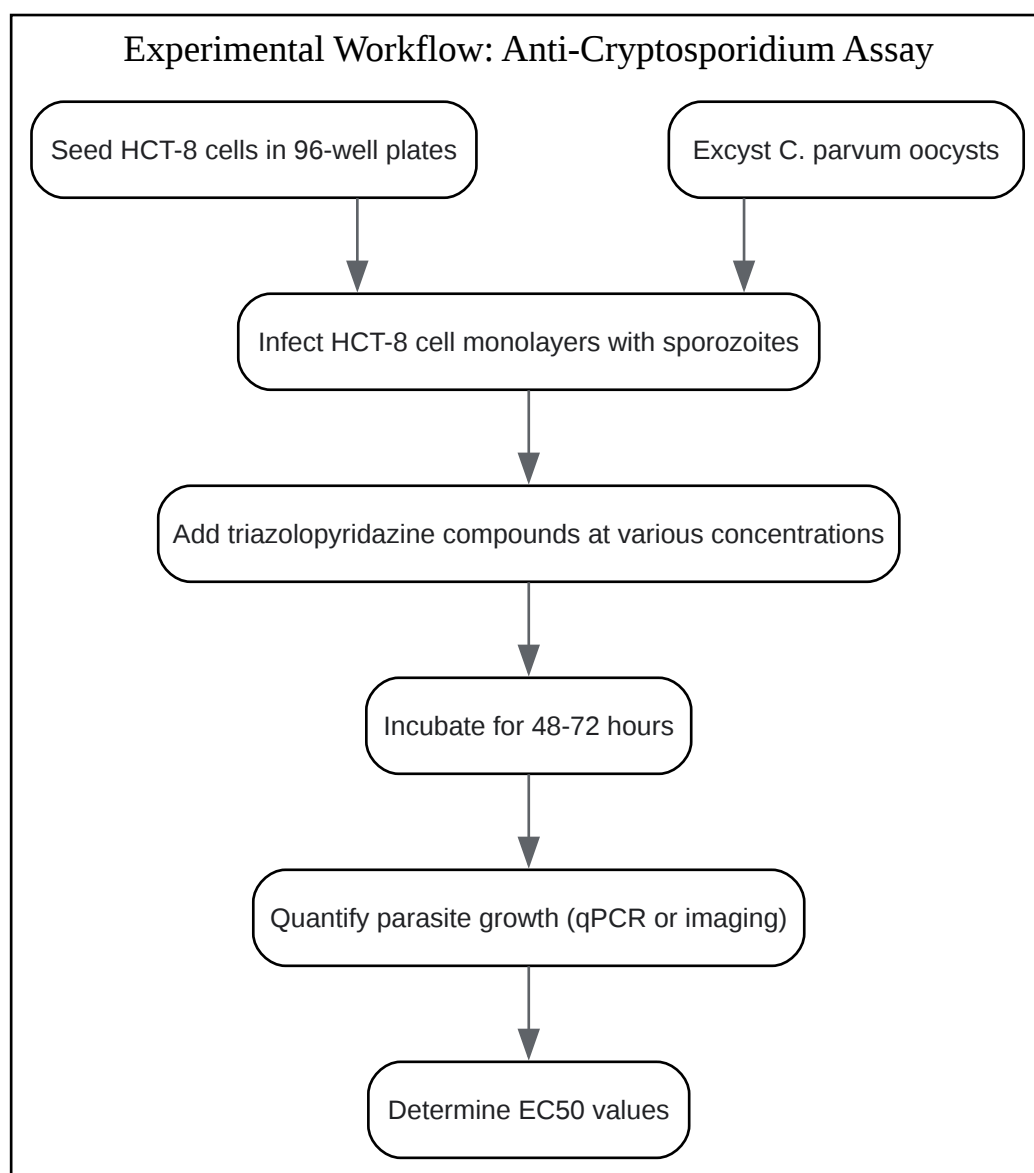 Experimental Workflow: Anti-Cryptosporidium Assay
Seed HCT-8 cells in 96-well plates
Excyst C. parvum oocysts
Infect HCT-8 cell monolayers with sporozoites
Add triazolopyridazine compounds at various concentrations
Incubate for 48-72 hours
Quantify parasite growth (qPCR or imaging)
Determine EC50 values